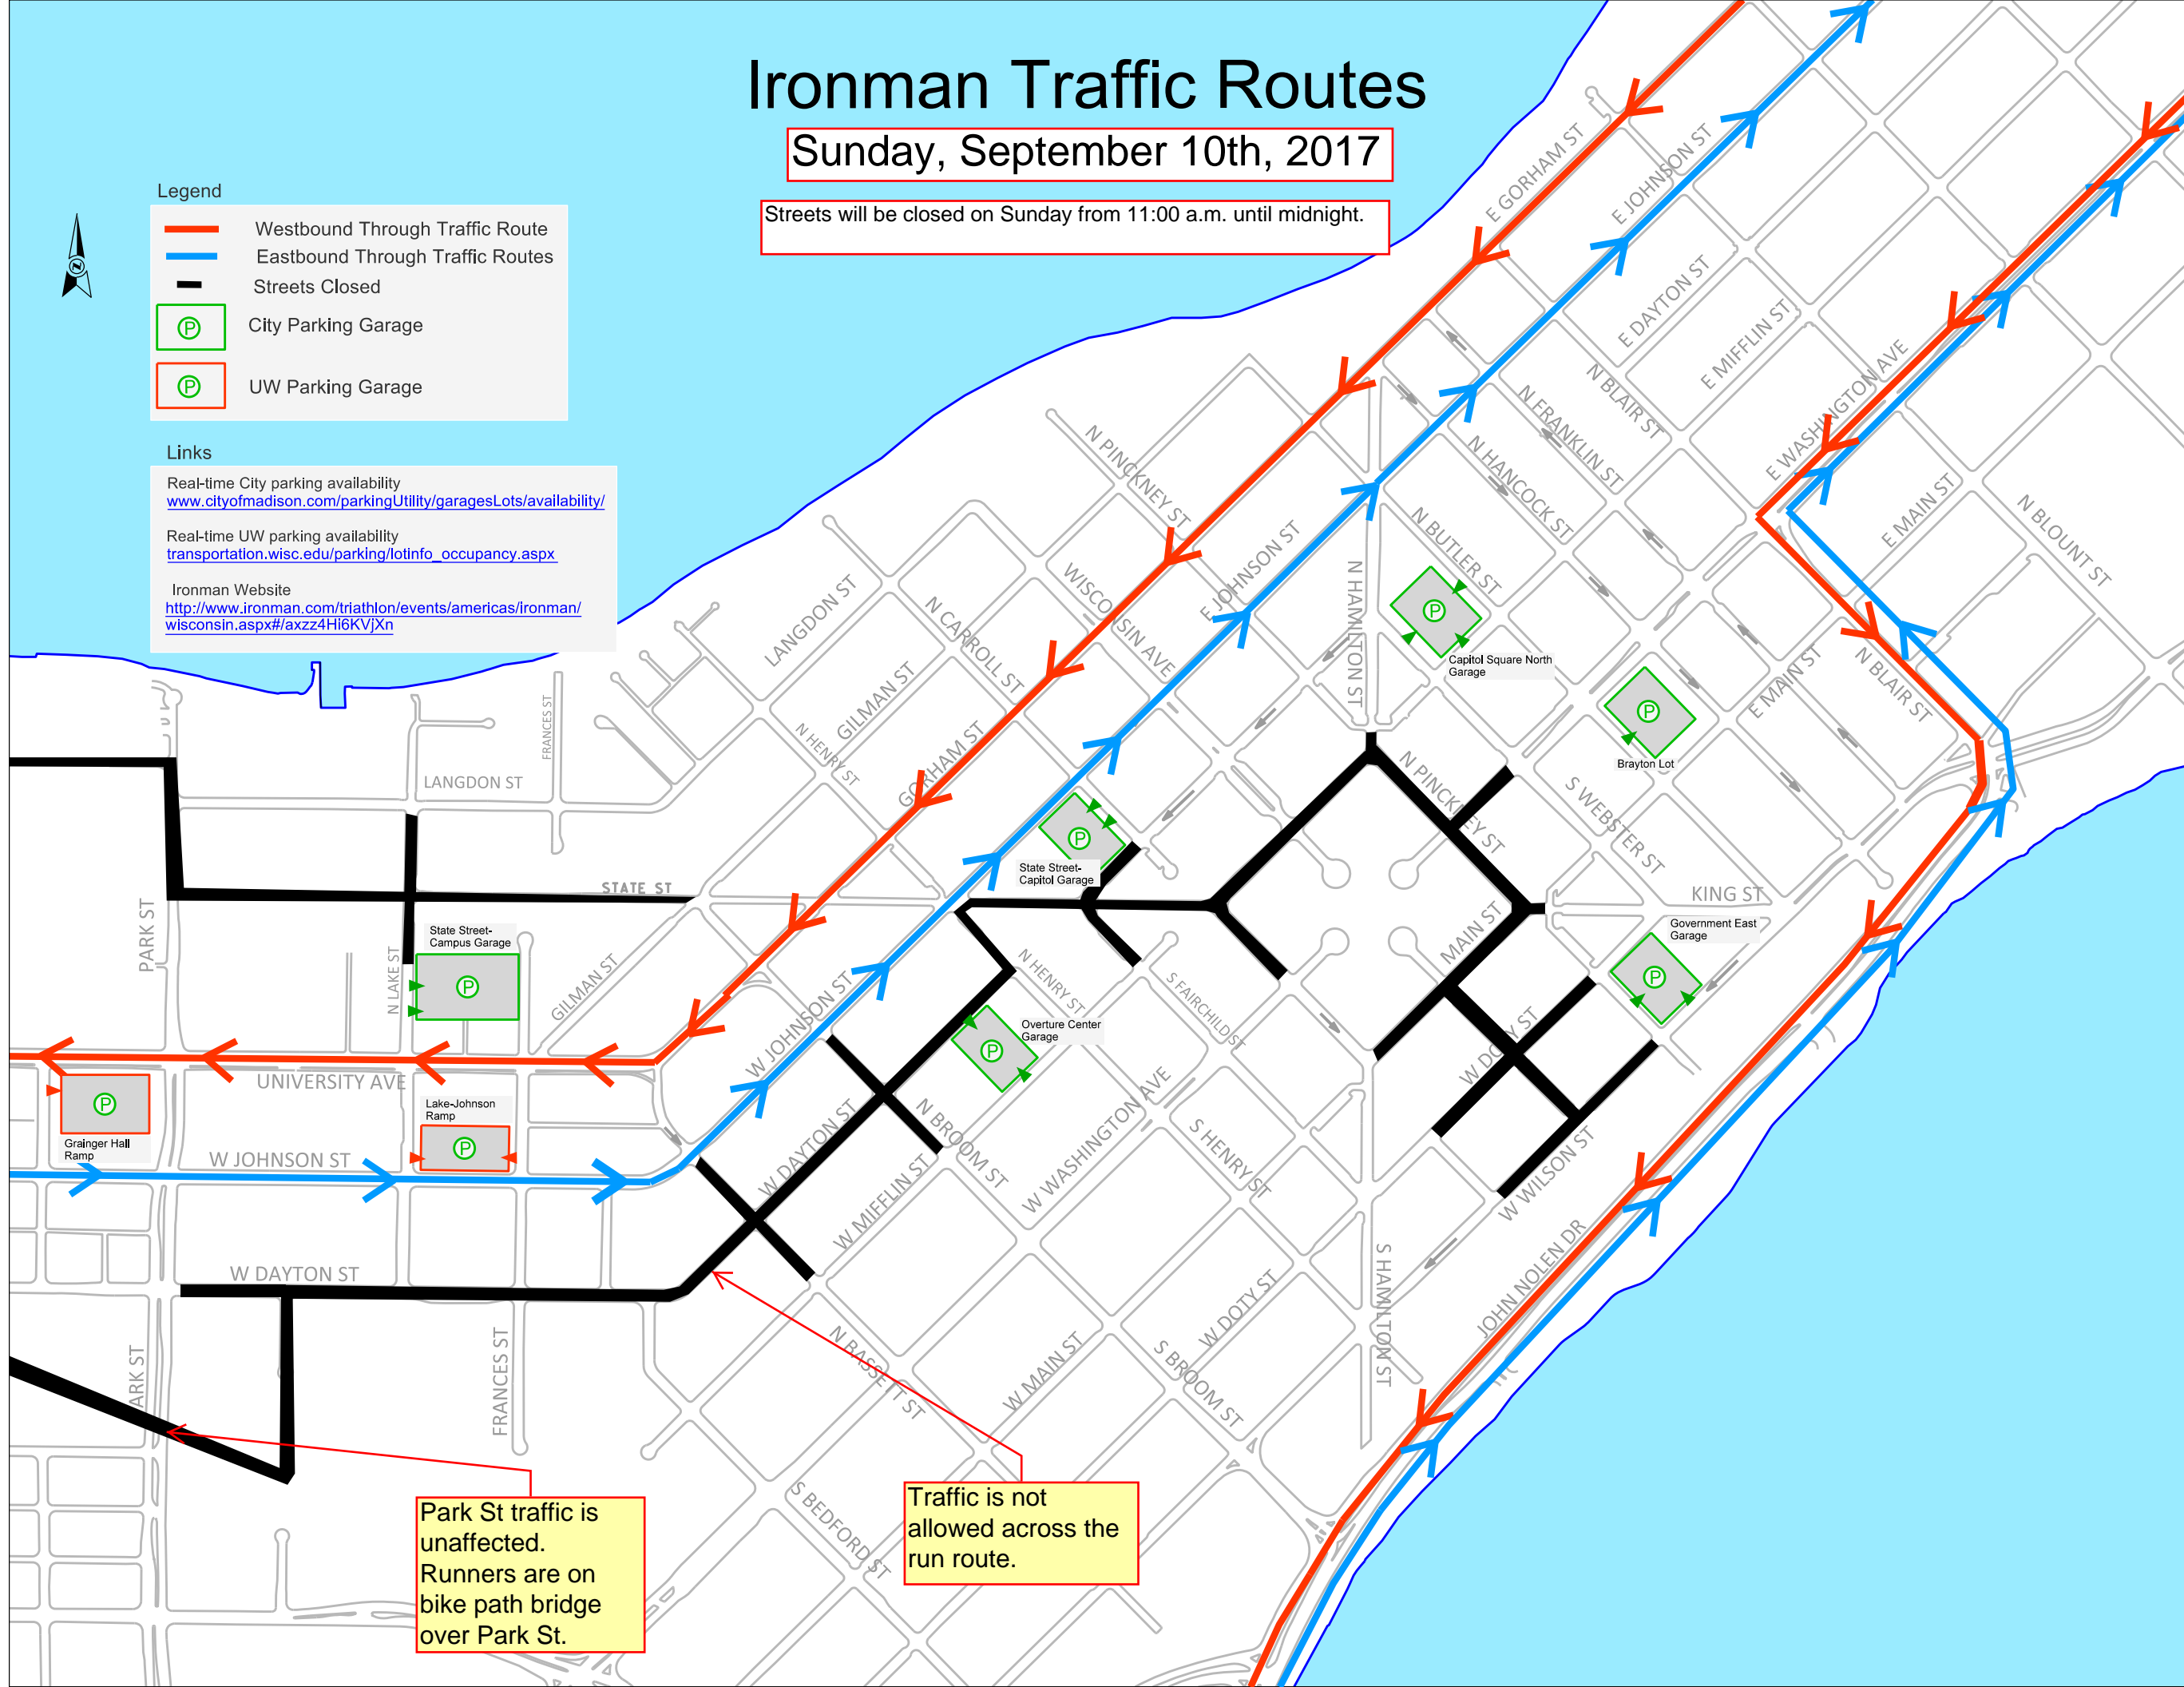 Ironman Traffic Routes
Sunday, September 10th, 2017
Streets will be closed on Sunday from 11:00 a.m. until midnight.
Legend
Westbound Through Traffic Route
Eastbound Through Traffic Routes
Streets Closed
P
City Parking Garage
P
UW Parking Garage
N
Links
Real-time City parking availability
www.cityofmadison.com/parkingUtility/garagesLots/availability/
Real-time UW parking availability
transportation.wisc.edu/parking/lotinfo_occupancy.aspx
Ironman Website
http://www.ironman.com/triathlon/events/americas/ironman/
wisconsin.aspx#/axzz4Hi6KVjXn
E GORHAM ST
E JOHNSON ST
E DAYTON ST
E MIFFLIN ST
E WASHINGTON AVE
N BLAIR ST
N FRANKLIN ST
N HANCOCK ST
N BUTLER ST
E MAIN ST
N BLOUNT ST
N PINCKNEY ST
WISCONSIN AVE
E JOHNSON ST
N HAMILTON ST
P
Capitol Square North
Garage
P
Brayton Lot
E MAIN ST
N BLAIR ST
LANGDON ST
N CARROLL ST
GILMAN ST
N HENRY ST
GORHAM ST
FRANCES ST
LANGDON ST
STATE ST
P
State Street-
Capitol Garage
N PINCKNEY ST
S WEBSTER ST
KING ST
MAIN ST
Government East
Garage
P
PARK ST
N LAKE ST
State Street-
Campus Garage
P
GILMAN ST
W JOHNSON ST
N HENRY ST
S FAIRCHILD ST
Overture Center
Garage
P
W DOTY ST
UNIVERSITY AVE
P
Grainger Hall
Ramp
Lake-Johnson
Ramp
P
W JOHNSON ST
W DAYTON ST
N BROOM ST
W MIFFLIN ST
W WASHINGTON AVE
S HENRY ST
W WILSON ST
W DAYTON ST
S HAMILTON ST
JOHN NOLEN DR
W DOTY ST
ARK ST
FRANCES ST
N BASSETT ST
W MAIN ST
S BROOM ST
S BEDFORD ST
Park St traffic is
unaffected.
Runners are on
bike path bridge
over Park St.
Traffic is not
allowed across the
run route.